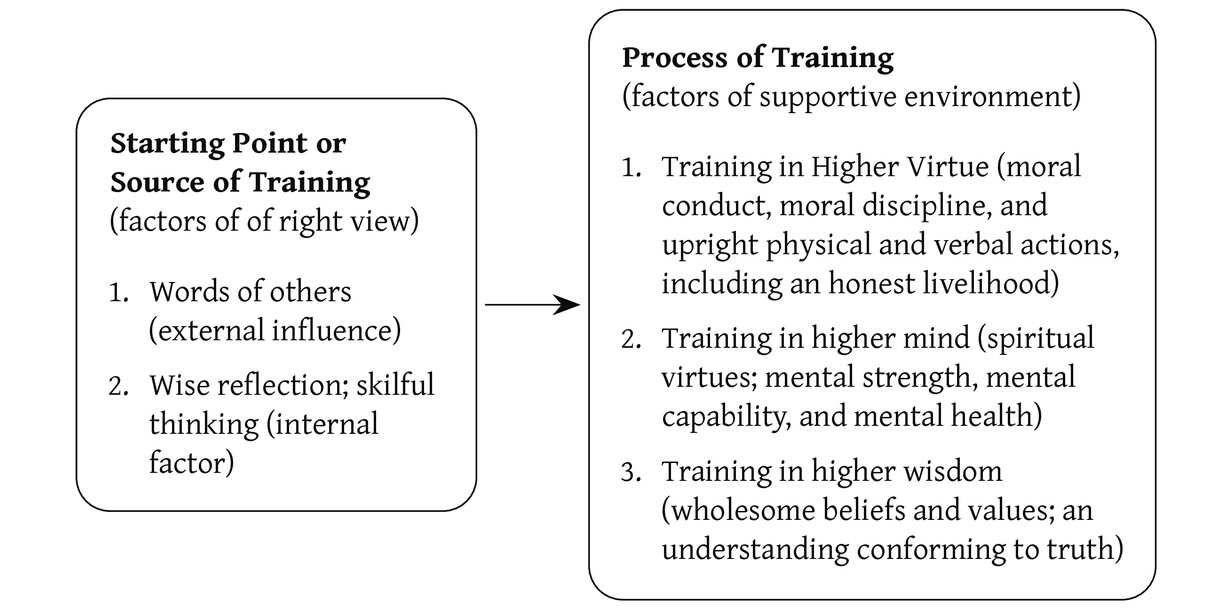 Starting Point or
Source of Training
(factors of of right view)
1. Words of others
(external influence)
2. Wise reflection; skilful
thinking (internal
factor)
Process of Training
(factors of supportive environment)
1. Training in Higher Virtue (moral
conduct, moral discipline, and
upright physical and verbal actions,
including an honest livelihood)
2. Training in higher mind (spiritual
virtues; mental strength, mental
capability, and mental health)
3. Training in higher wisdom
(wholesome beliefs and values; an
understanding conforming to truth)